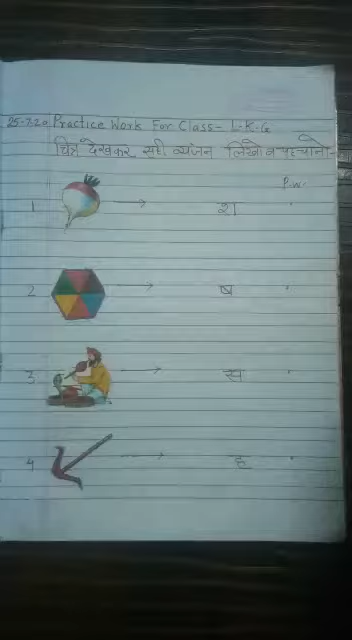 25-7-20 Practice Work For Class- L.K.G
चित्र देखकर सही व्यंजन लिखो व पहचानो-
P.W.
1. श
2. ष
3. स
4. ह